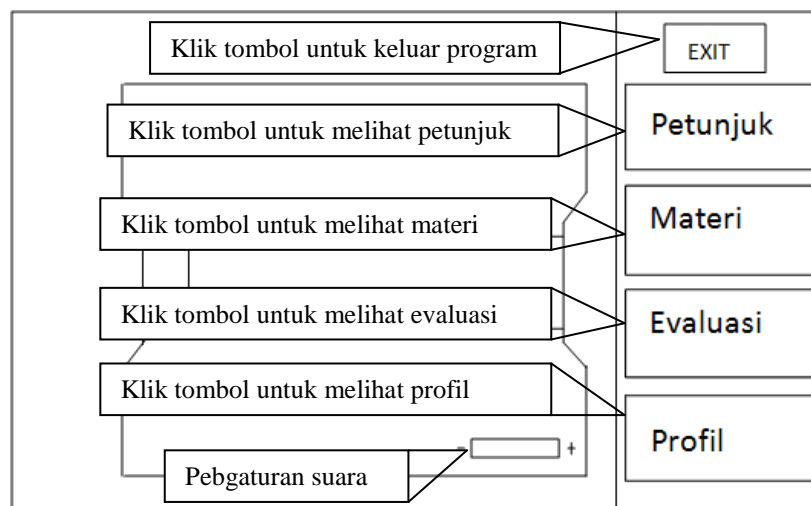 Klik tombol untuk keluar program
EXIT
Klik tombol untuk melihat petunjuk
Petunjuk
Klik tombol untuk melihat materi
Materi
Klik tombol untuk melihat evaluasi
Evaluasi
Klik tombol untuk melihat profil
Profil
- +
Pebgaturan suara